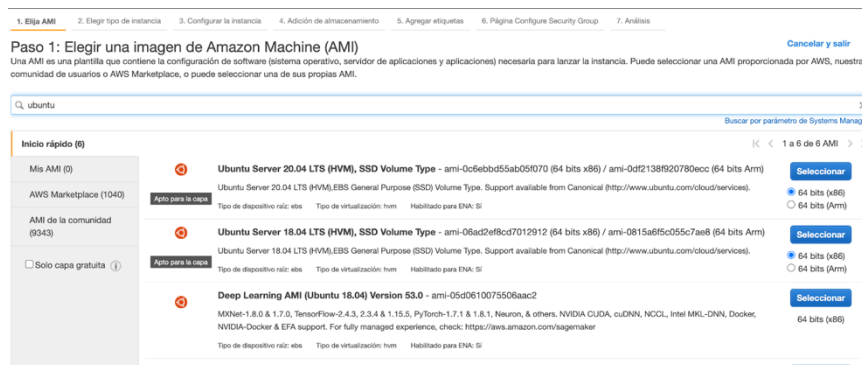 1. Elija AMI 2. Elegir tipo de instancia 3. Configurar la instancia 4. Adición de almacenamiento 5. Agregar etiquetas 6. Página Configure Security Group 7. Análisis
Paso 1: Elegir una imagen de Amazon Machine (AMI)
Cancelar y salir
Una AMI es una plantilla que contiene la configuración de software (sistema operativo, servidor de aplicaciones y aplicaciones) necesaria para lanzar la instancia. Puede seleccionar una AMI proporcionada por AWS, nuestra
comunidad de usuarios o AWS Marketplace, o puede seleccionar una de sus propias AMI.
ubuntu
Buscar por parámetro de Systems Manag
Inicio rápido (6)
1 a 6 de 6 AMI
Mis AMI (0)
AWS Marketplace (1040)
AMI de la comunidad
(9343)
Solo capa gratuita
Ubuntu Server 20.04 LTS (HVM), SSD Volume Type - ami-0c6ebbd55ab05f070 (64 bits x86) / ami-0df2138f920780ecc (64 bits Arm)
Seleccionar
Apto para la capa
Ubuntu Server 20.04 LTS (HVM),EBS General Purpose (SSD) Volume Type. Support available from Canonical (http://www.ubuntu.com/cloud/services).
64 bits (x86)
64 bits (Arm)
Tipo de dispositivo raíz: ebs Tipo de virtualización: hvm Habilitado para ENA: Sí
Ubuntu Server 18.04 LTS (HVM), SSD Volume Type - ami-06ad2ef8cd7012912 (64 bits x86) / ami-0815a6f5c055c7ae8 (64 bits Arm)
Seleccionar
Apto para la capa
Ubuntu Server 18.04 LTS (HVM),EBS General Purpose (SSD) Volume Type. Support available from Canonical (http://www.ubuntu.com/cloud/services).
64 bits (x86)
64 bits (Arm)
Tipo de dispositivo raíz: ebs Tipo de virtualización: hvm Habilitado para ENA: Sí
Deep Learning AMI (Ubuntu 18.04) Version 53.0 - ami-05d0610075506aac2
Seleccionar
MXNet-1.8.0 & 1.7.0, TensorFlow-2.4.3, 2.3.4 & 1.15.5, PyTorch-1.7.1 & 1.8.1, Neuron, & others. NVIDIA CUDA, cuDNN, NCCL, Intel MKL-DNN, Docker,
NVIDIA-Docker & EFA support. For fully managed experience, check: https://aws.amazon.com/sagemaker
64 bits (x86)
Tipo de dispositivo raíz: ebs Tipo de virtualización: hvm Habilitado para ENA: Sí